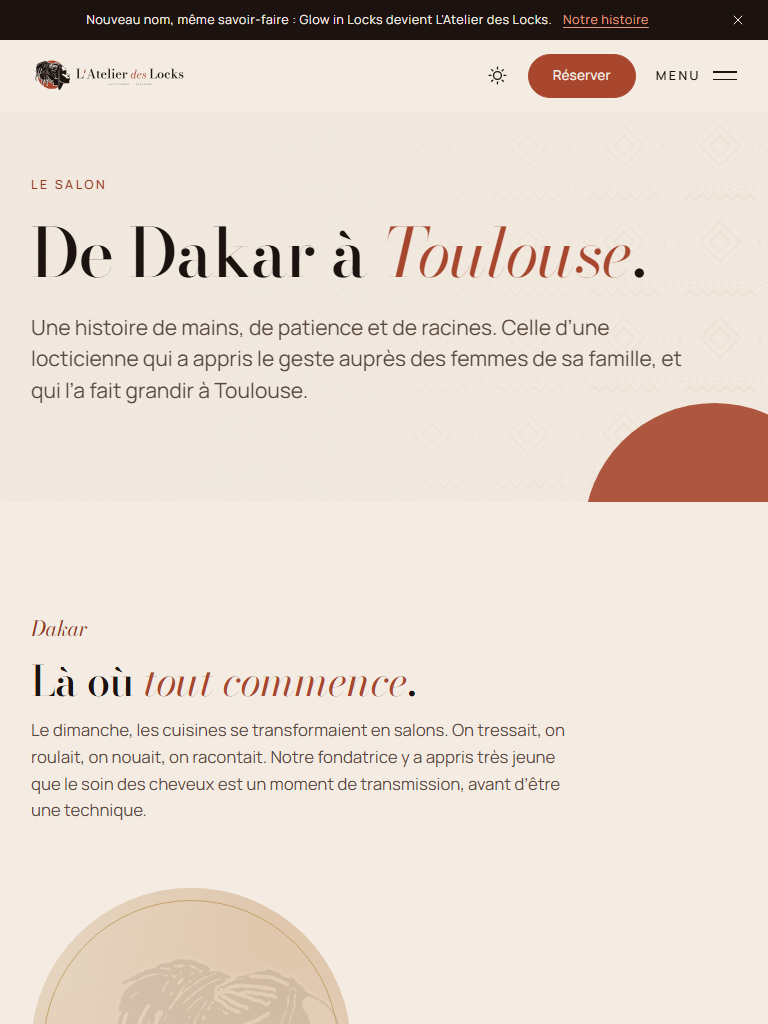 Nouveau nom, même savoir-faire : Glow in Locks devient L'Atelier des Locks. Notre histoire
L'Atelier des Locks
Réserver
MENU
LE SALON
De Dakar à Toulouse.
Une histoire de mains, de patience et de racines. Celle d’une
locticienne qui a appris le geste auprès des femmes de sa famille, et
qui l’a fait grandir à Toulouse.
Dakar
Là où tout commence.
Le dimanche, les cuisines se transformaient en salons. On tressait, on
roulait, on nouait, on racontait. Notre fondatrice y a appris très jeune
que le soin des cheveux est un moment de transmission, avant d’être
une technique.